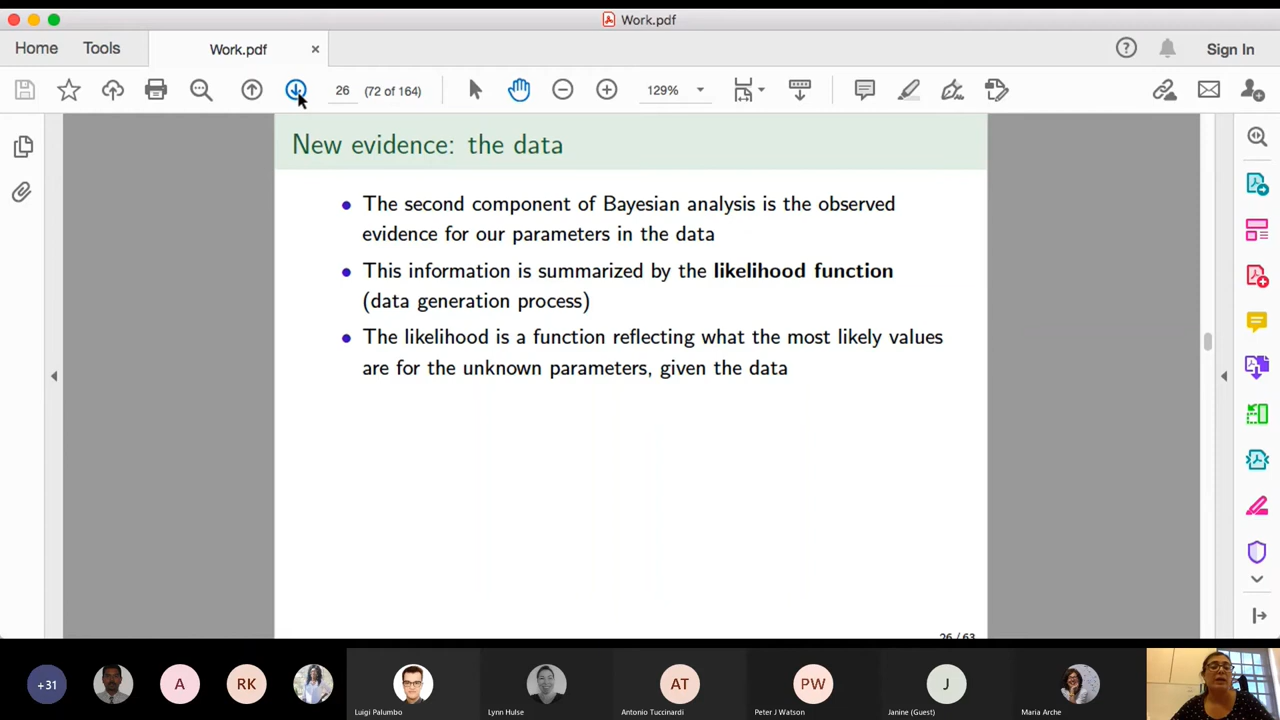 Work.pdf
Home Tools Work.pdf × ? Sign In
26 (72 of 164) 129%
New evidence: the data
• The second component of Bayesian analysis is the observed
evidence for our parameters in the data
• This information is summarized by the likelihood function
(data generation process)
• The likelihood is a function reflecting what the most likely values
are for the unknown parameters, given the data
26 / 63
+31 A RK AT PW J
Luigi Palumbo Lynn Hulse Antonio Tuccinardi Peter J Watson Janine (Guest) Maria Arche